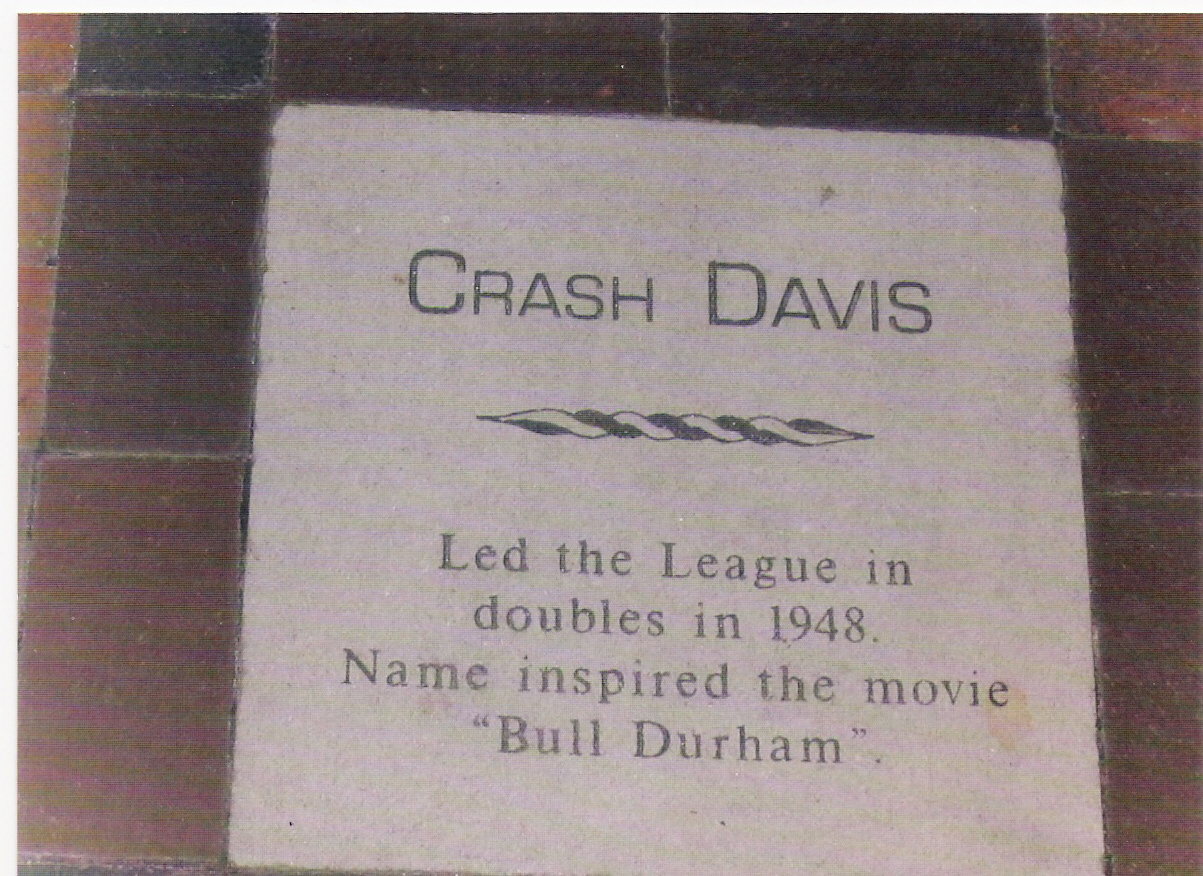 CRASH DAVIS
Led the League in
doubles in 1948.
Name inspired the movie
“Bull Durham”.